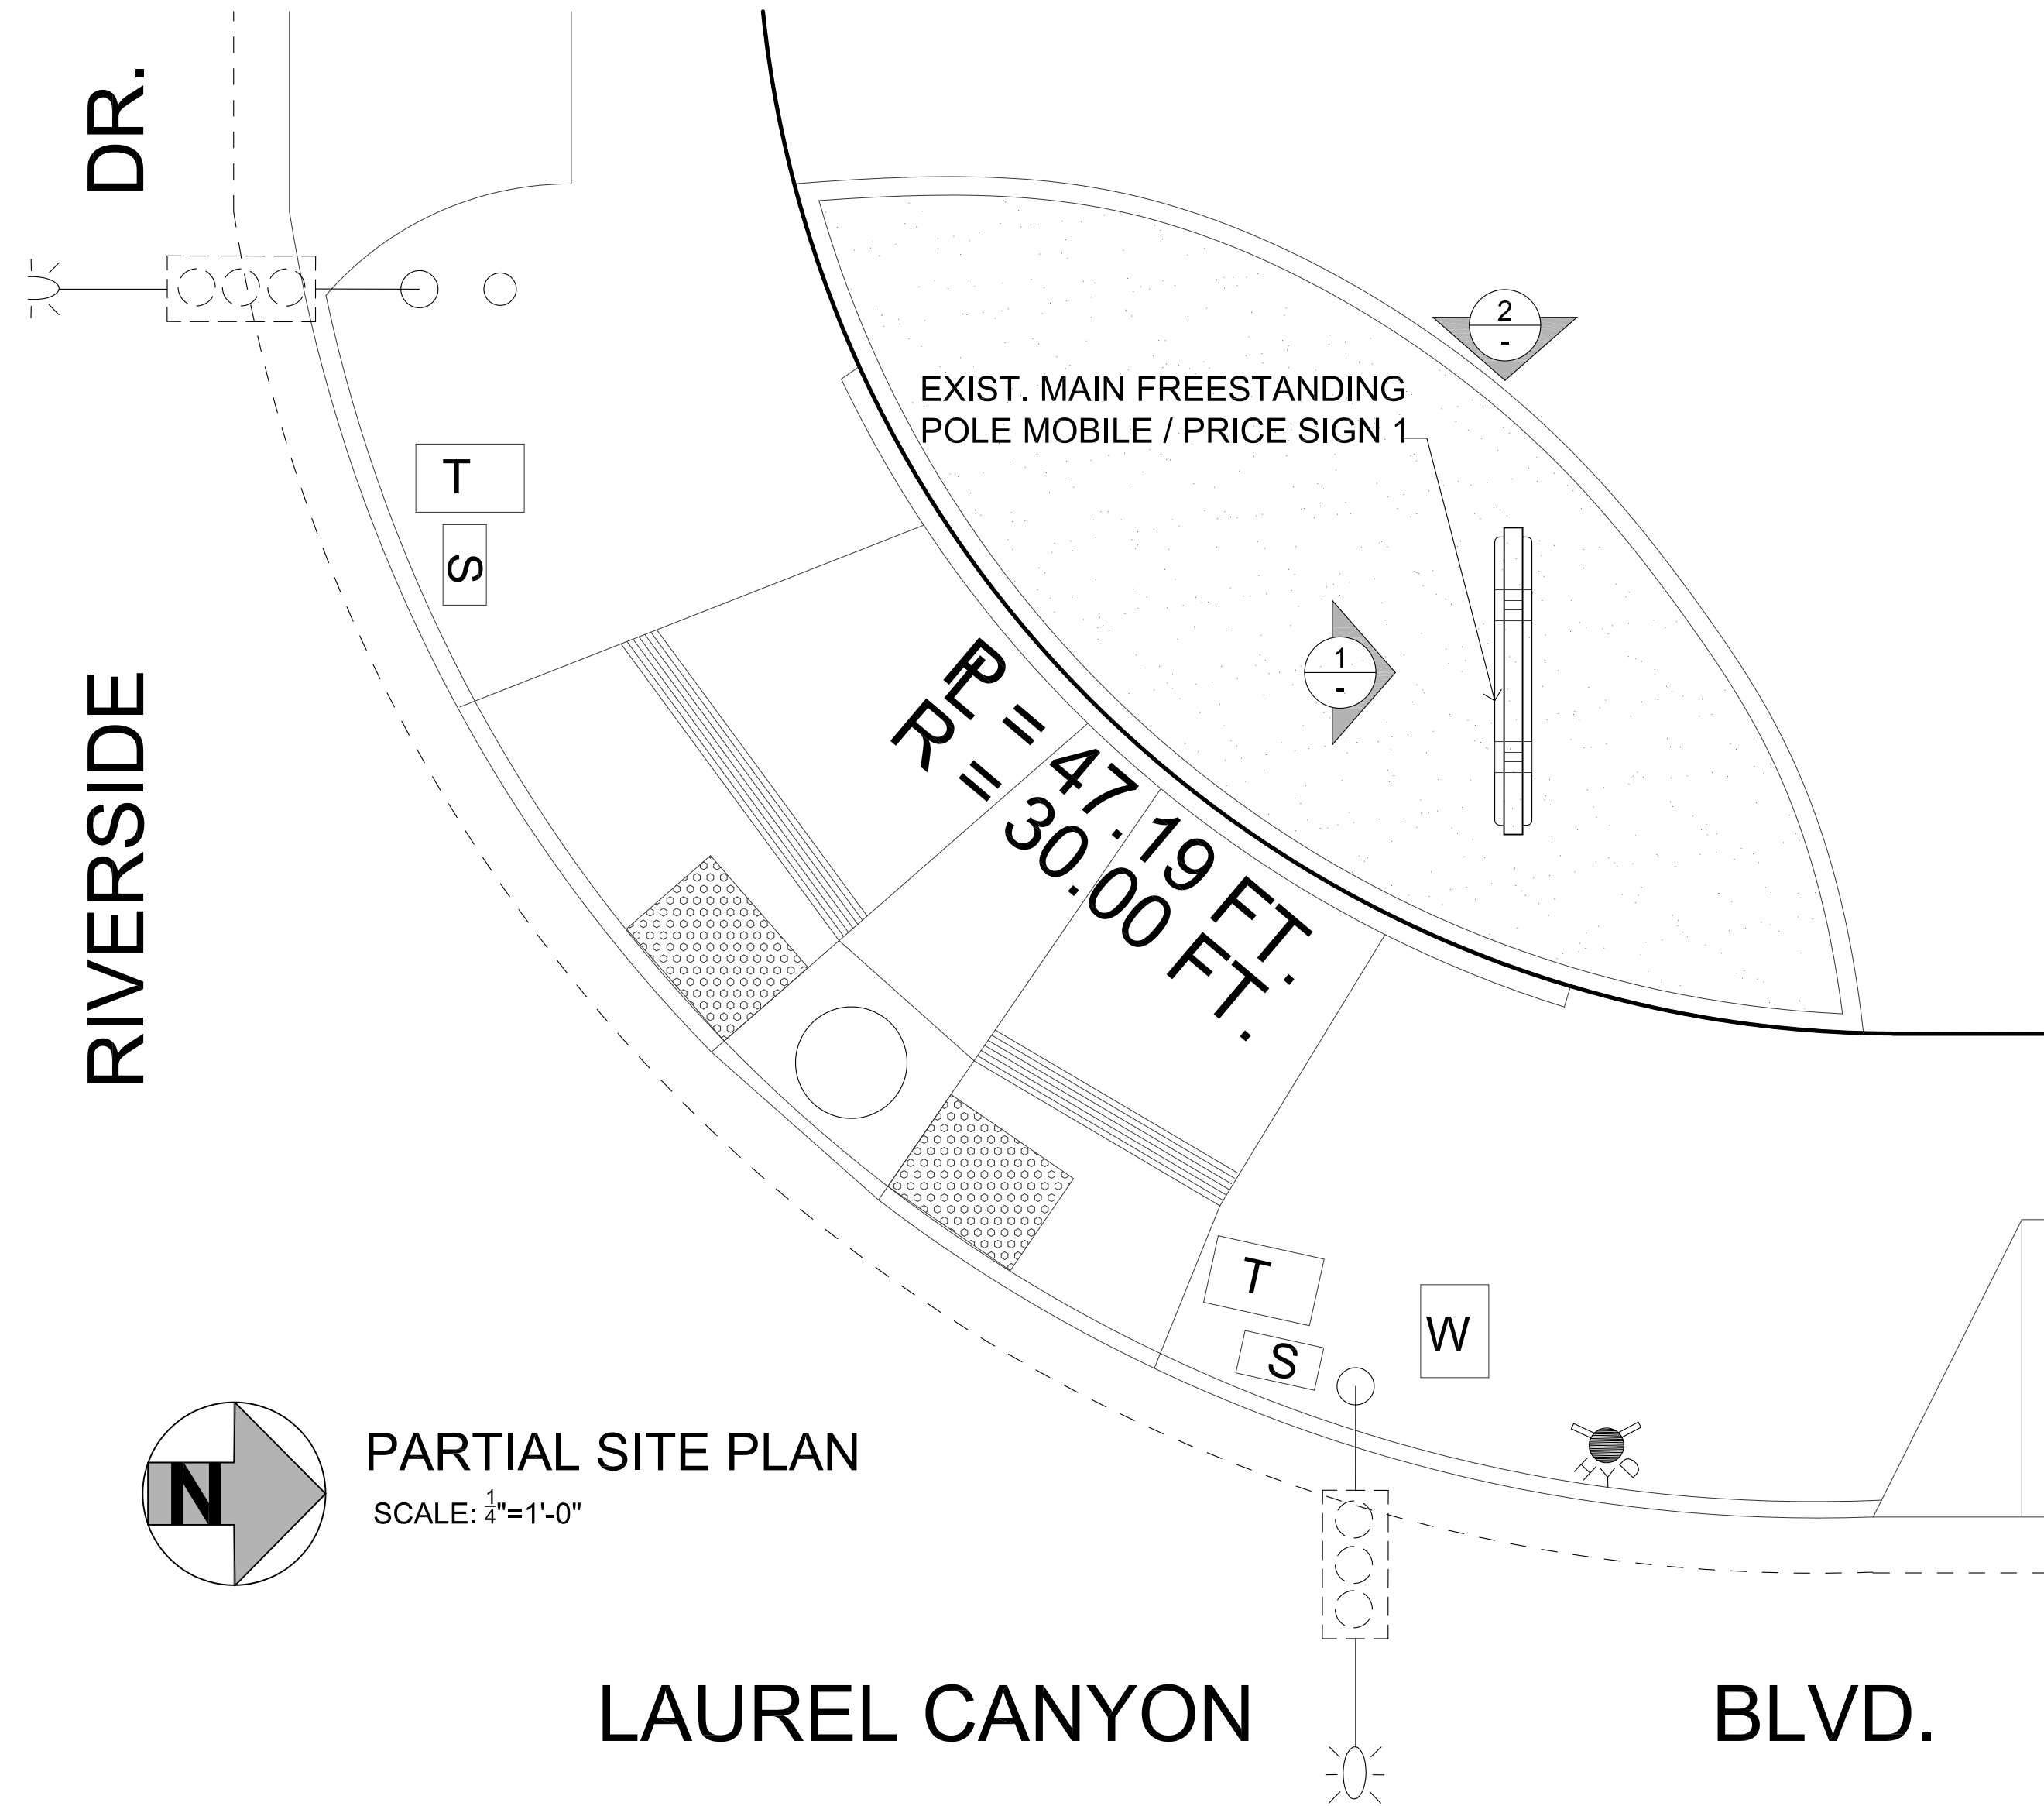 DR.
RIVERSIDE
2
-
EXIST. MAIN FREESTANDING
POLE MOBILE / PRICE SIGN 1
1
-
T
S
PL = 47.19 FT.
R = 30.00 FT.
T
S
W
HYD
N
PARTIAL SITE PLAN
SCALE: 1/4"=1'-0"
LAUREL CANYON BLVD.